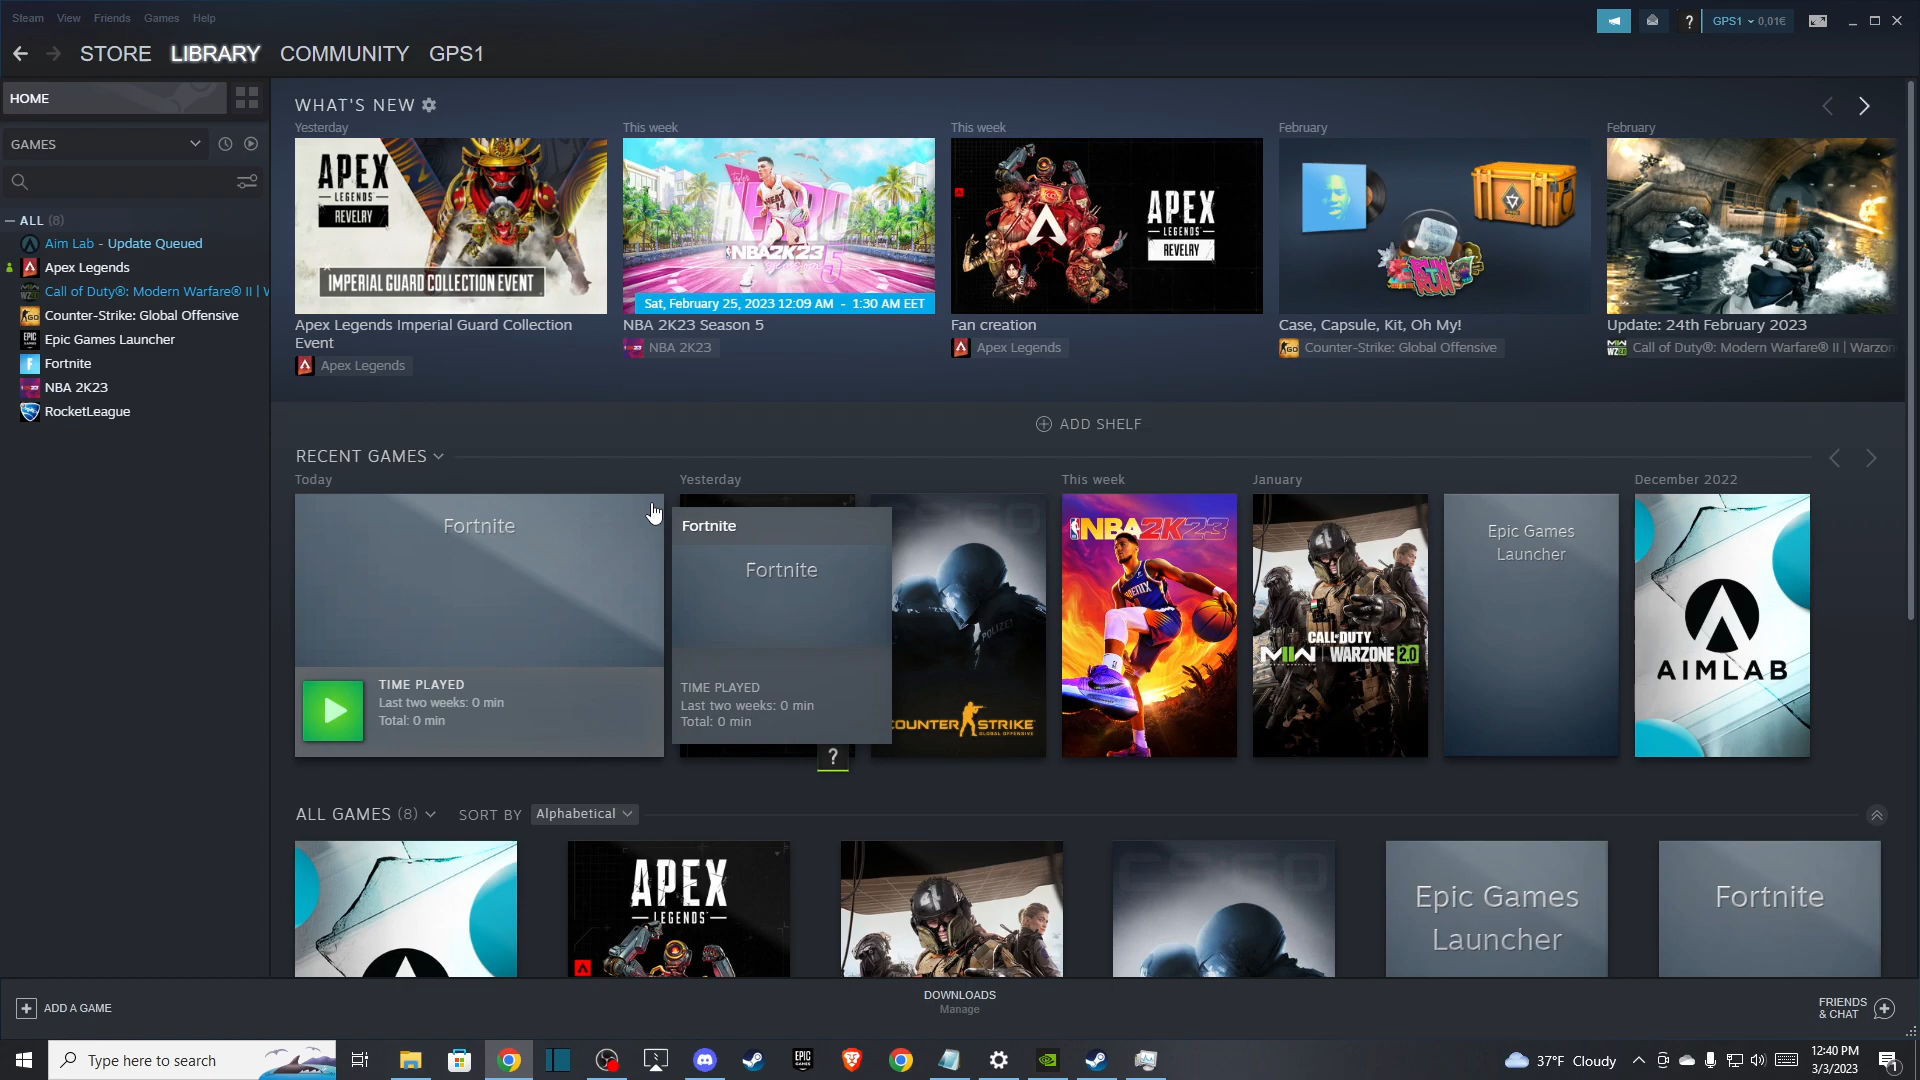 Steam View Friends Games Help
GPS1 0,01€
STORE LIBRARY COMMUNITY GPS1
HOME
GAMES
ALL (8)
Aim Lab - Update Queued
Apex Legends
Call of Duty®: Modern Warfare® II | W
Counter-Strike: Global Offensive
Epic Games Launcher
Fortnite
NBA 2K23
RocketLeague
WHAT'S NEW
Yesterday
This week
This week
February
February
APEX
LEGENDS
REVELRY
IMPERIAL GUARD COLLECTION EVENT
HERO
NBA2K23
5
Sat, February 25, 2023 12:09 AM - 1:30 AM EET
APEX
LEGENDS
REVELRY
Apex Legends Imperial Guard Collection
Event
Apex Legends
NBA 2K23 Season 5
NBA 2K23
Fan creation
Apex Legends
Case, Capsule, Kit, Oh My!
Counter-Strike: Global Offensive
Update: 24th February 2023
Call of Duty®: Modern Warfare® II | Warzon
ADD SHELF
RECENT GAMES
Today
Yesterday
This week
January
December 2022
Fortnite
TIME PLAYED
Last two weeks: 0 min
Total: 0 min
Fortnite
Fortnite
TIME PLAYED
Last two weeks: 0 min
Total: 0 min
?
POLIZEI
COUNTER STRIKE
GLOBAL OFFENSIVE
NBA2K23
CALL OF DUTY
MWII WARZONE 2.0
Epic Games
Launcher
AIMLAB
ALL GAMES (8) SORT BY Alphabetical
APEX
LEGENDS
CS:GO
Epic Games
Launcher
Fortnite
ADD A GAME
DOWNLOADS
Manage
FRIENDS
& CHAT
Type here to search
EPIC GAMES
37°F Cloudy
12:40 PM
3/3/2023
1